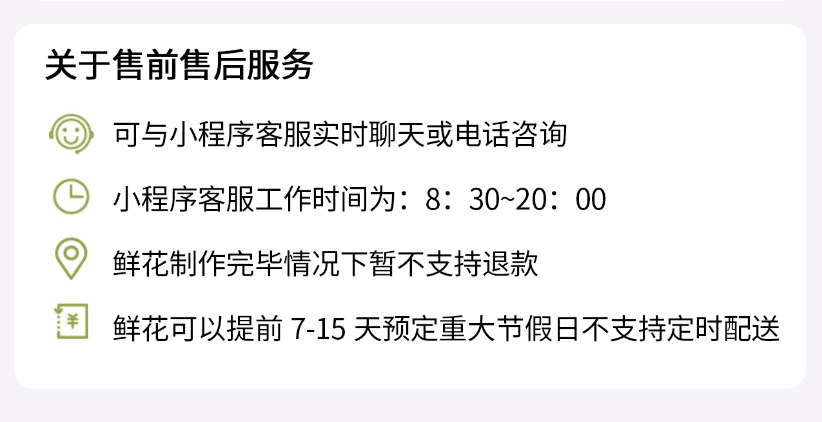 关于售前售后服务
可与小程序客服实时聊天或电话咨询
小程序客服工作时间为：8：30~20：00
鲜花制作完毕情况下暂不支持退款
¥
鲜花可以提前 7-15 天预定重大节假日不支持定时配送